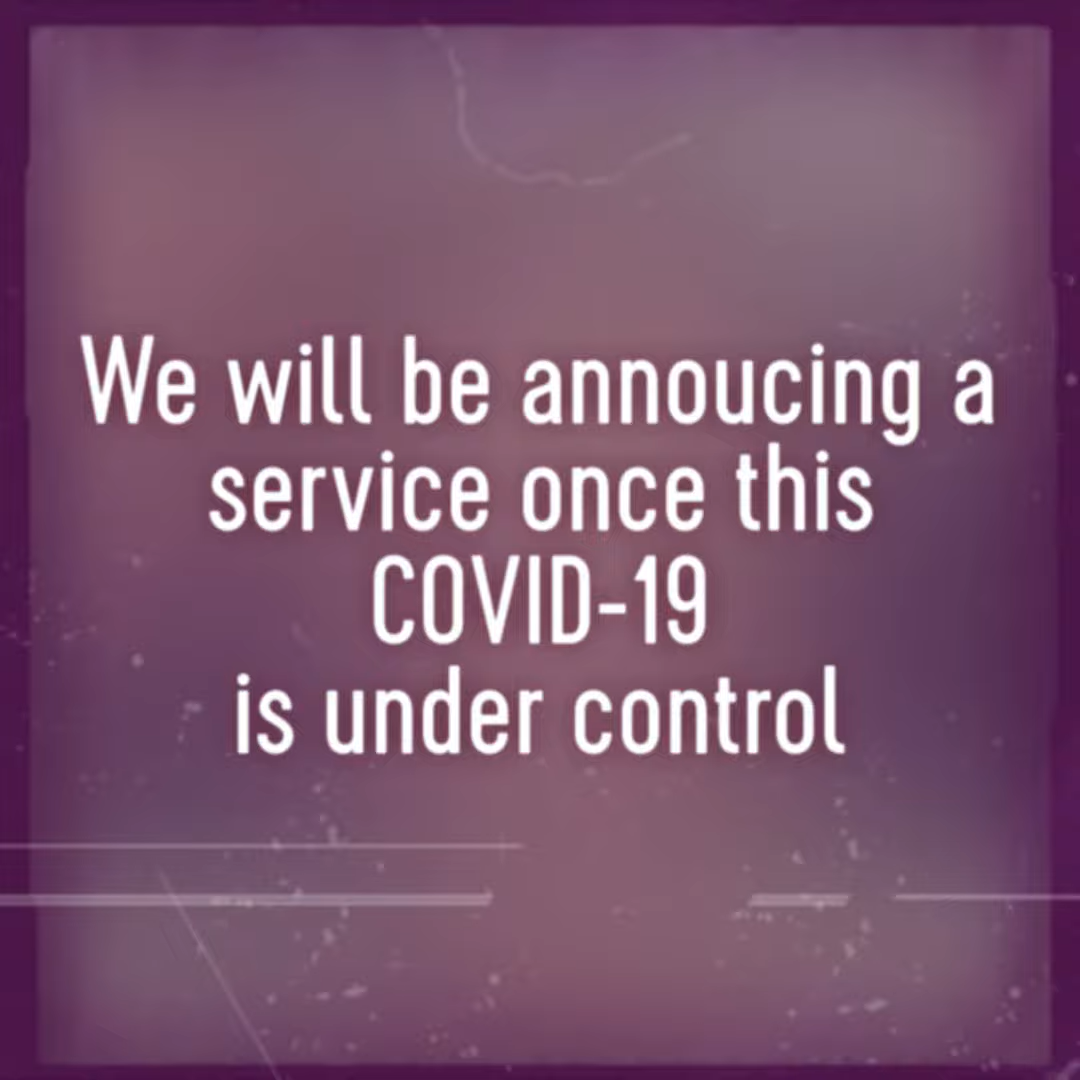 We will be annoucing a
service once this
COVID-19
is under control